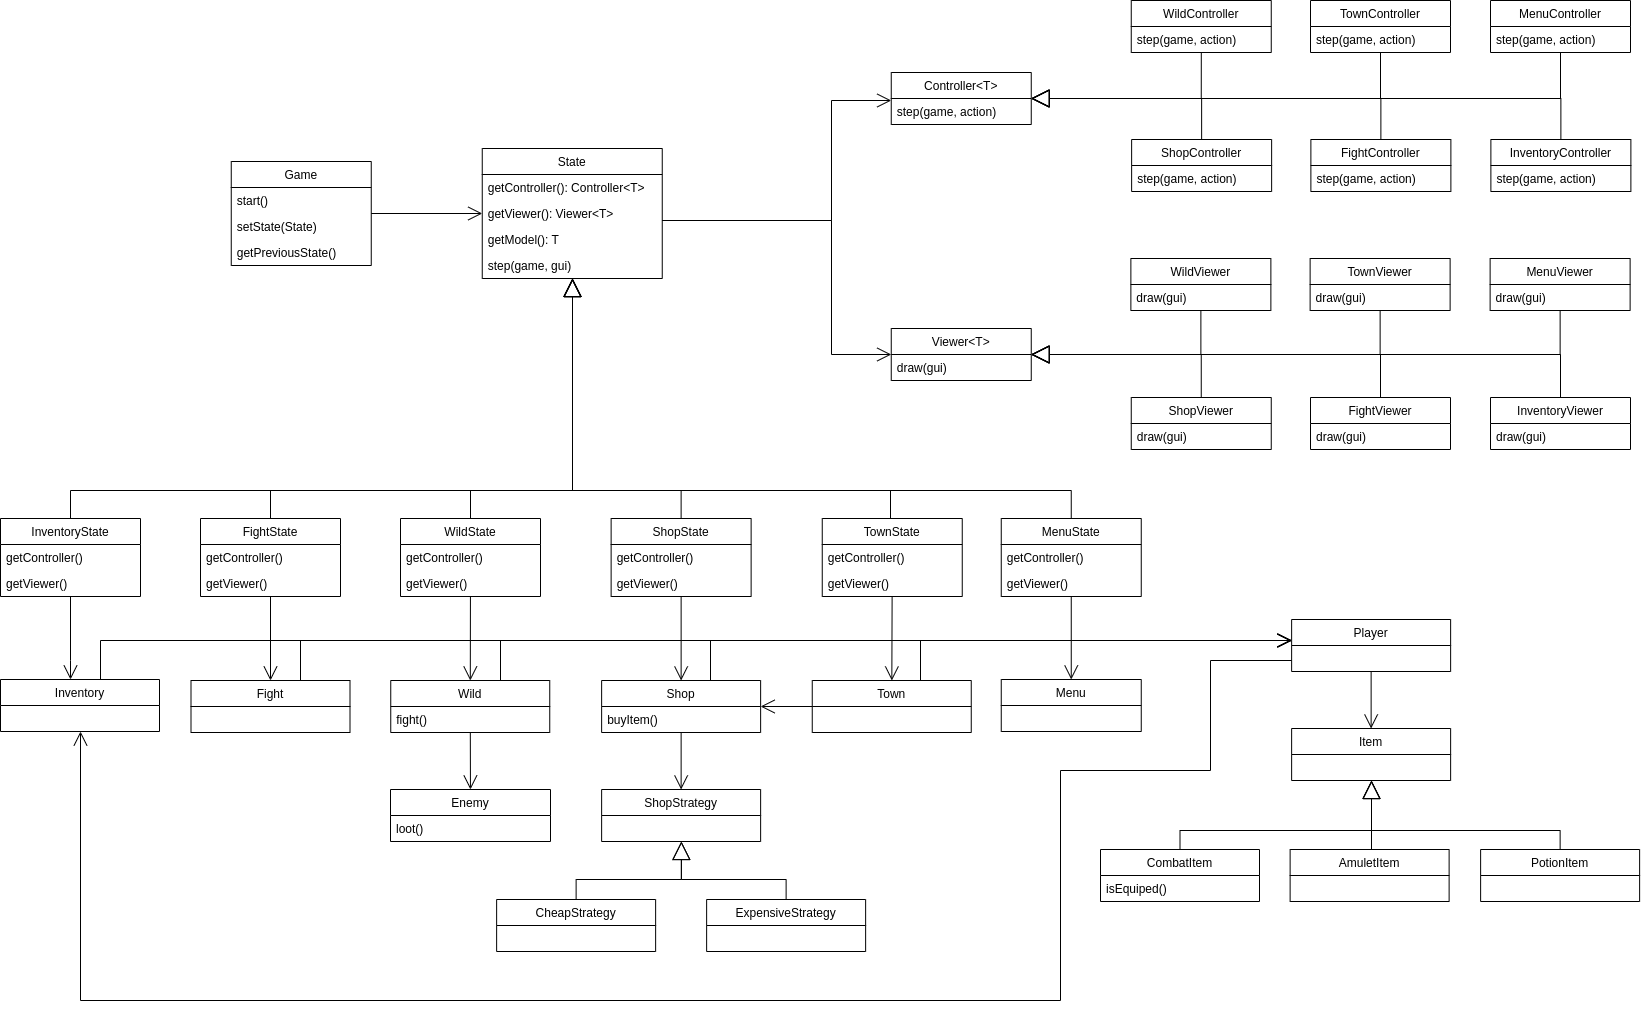 WildController
step(game, action)
TownController
step(game, action)
MenuController
step(game, action)
Controller<T>
step(game, action)
ShopController
step(game, action)
FightController
step(game, action)
InventoryController
step(game, action)
Game
start()
setState(State)
getPreviousState()
State
getController(): Controller<T>
getViewer(): Viewer<T>
getModel(): T
step(game, gui)
WildViewer
draw(gui)
TownViewer
draw(gui)
MenuViewer
draw(gui)
Viewer<T>
draw(gui)
ShopViewer
draw(gui)
FightViewer
draw(gui)
InventoryViewer
draw(gui)
InventoryState
getController()
getViewer()
FightState
getController()
getViewer()
WildState
getController()
getViewer()
ShopState
getController()
getViewer()
TownState
getController()
getViewer()
MenuState
getController()
getViewer()
Player
Inventory
Fight
Wild
fight()
Shop
buyItem()
Town
Menu
Item
Enemy
loot()
ShopStrategy
CombatItem
isEquiped()
AmuletItem
PotionItem
CheapStrategy
ExpensiveStrategy